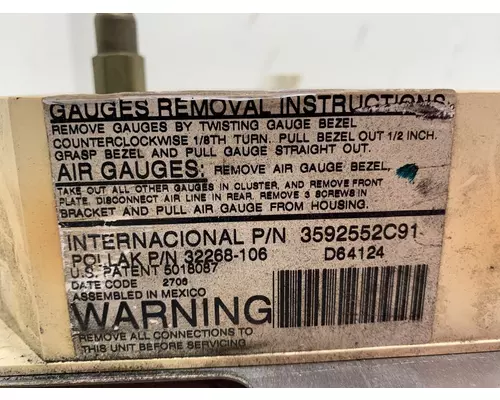 GAUGES REMOVAL INSTRUCTIONS
REMOVE GAUGES BY TWISTING GAUGE BEZEL
COUNTERCLOCKWISE 1/8TH TURN. PULL BEZEL OUT 1/2 INCH.
GRASP BEZEL AND PULL GAUGE STRAIGHT OUT.
AIR GAUGES: REMOVE AIR GAUGE BEZEL,
TAKE OUT ALL OTHER GAUGES IN CLUSTER, AND REMOVE FRONT
PLATE. DISCONNECT AIR LINE IN REAR. REMOVE 3 SCREWS IN
BRACKET AND PULL AIR GAUGE FROM HOUSING.
INTERNACIONAL P/N 3592552C91
POLLAK P/N 32268-106 D64124
U.S. PATENT 5018087
DATE CODE 2706
ASSEMBLED IN MEXICO
WARNING
REMOVE ALL CONNECTIONS TO
THIS UNIT BEFORE SERVICING